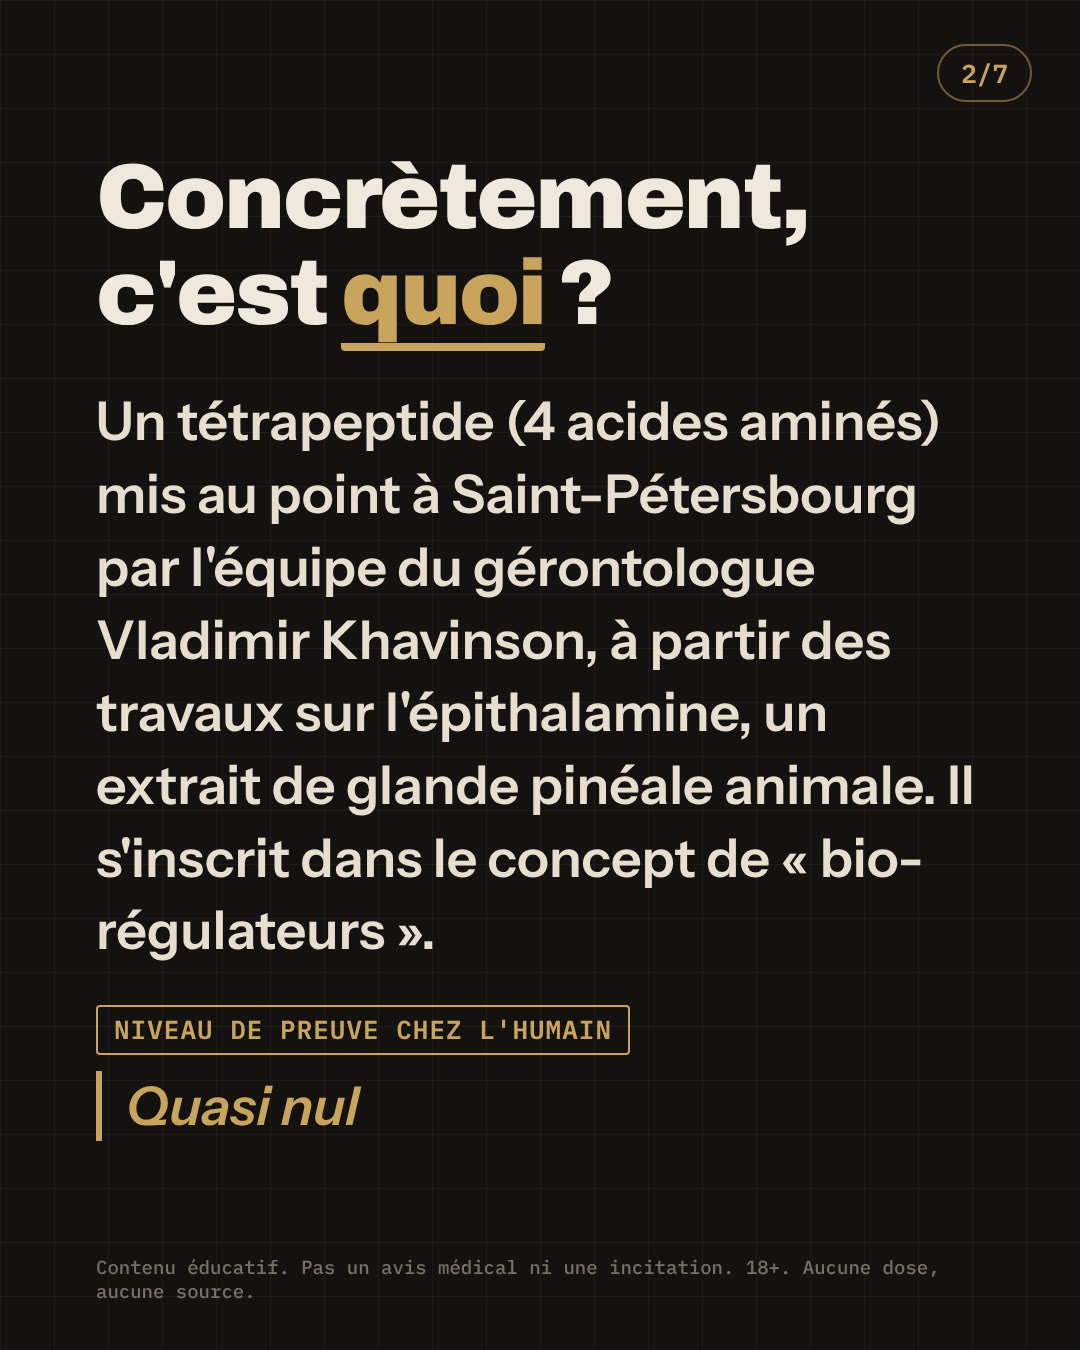 2/7
Concrètement,
c'est quoi ?
Un tétrapeptide (4 acides aminés)
mis au point à Saint-Pétersbourg
par l'équipe du gérontologue
Vladimir Khavinson, à partir des
travaux sur l'épithalamine, un
extrait de glande pinéale animale. Il
s'inscrit dans le concept de « bio-
régulateurs ».
NIVEAU DE PREUVE CHEZ L'HUMAIN
Quasi nul
Contenu éducatif. Pas un avis médical ni une incitation. 18+. Aucune dose,
aucune source.